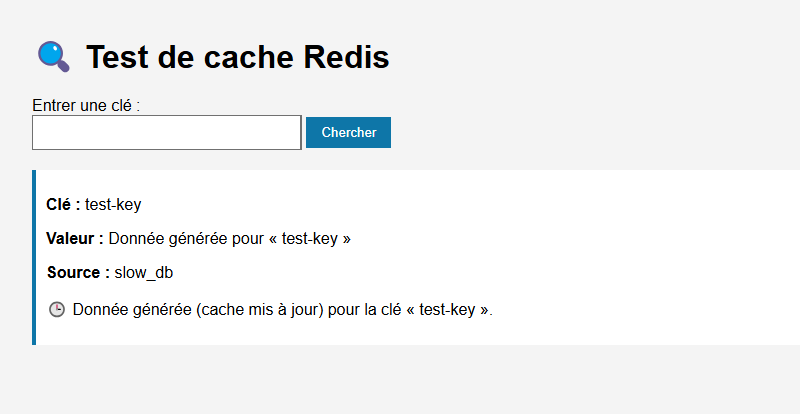 Test de cache Redis
Entrer une clé :
Chercher
Clé : test-key
Valeur : Donnée générée pour « test-key »
Source : slow_db
Donnée générée (cache mis à jour) pour la clé « test-key ».